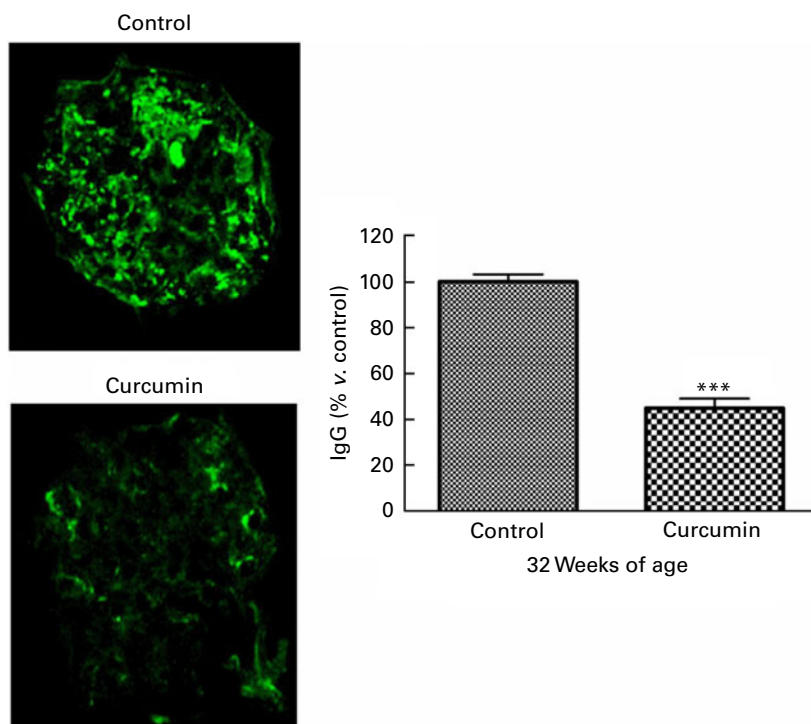 Control
Curcumin
IgG (% v. control)
120
100
80
60
40
20
0
***
Control
Curcumin
32 Weeks of age